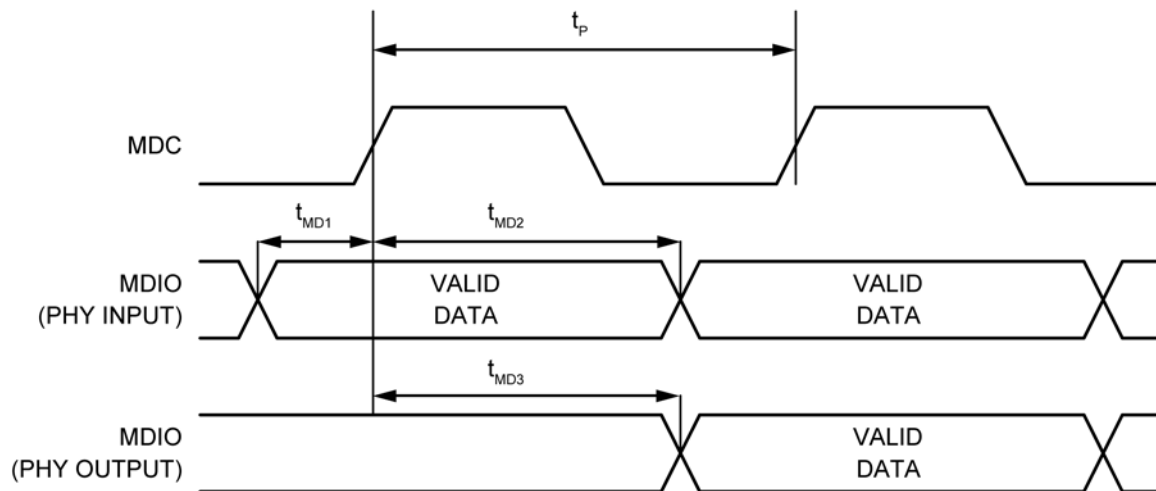 tP
MDC
tMD1
tMD2
MDIO
(PHY INPUT)
VALID
DATA
VALID
DATA
tMD3
MDIO
(PHY OUTPUT)
VALID
DATA